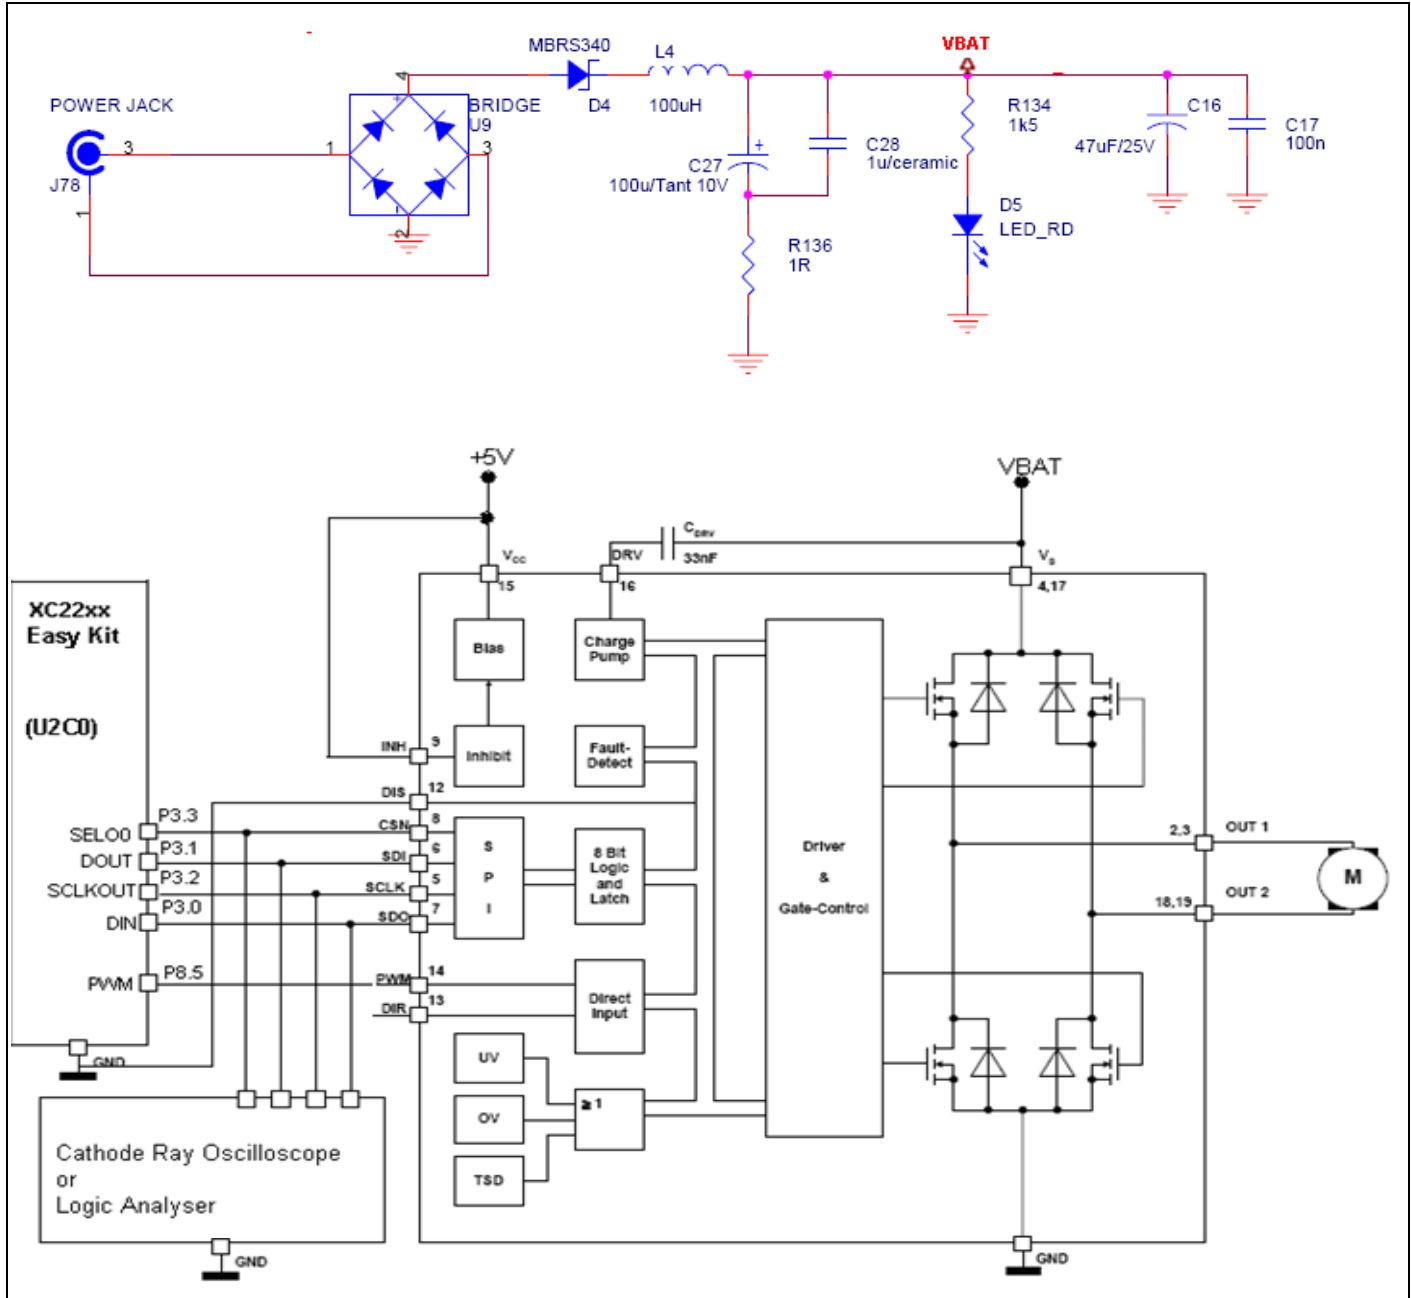 MBRS340
L4
VBAT
POWER JACK
4
BRIDGE
U9
D4
100uH
R134
1k5
C16
C17
100n
47uF/25V
3
1
3
+
-
C28
1u/ceramic
C27
+
100u/Tant 10V
J78
1
2
D5
LED_RD
R136
1R
+5V
VBAT
CDRV
33nF
VCC
15
DRV
16
VS
4,17
XC22xx
Easy Kit
(U2C0)
Bias
Charge
Pump
INH
9
Inhibit
Fault-
Detect
DIS
12
SELO0
P3.3
CSN
8
DOUT
P3.1
SDI
6
SCLKOUT
P3.2
SCLK
5
DIN
P3.0
SDO
7
S
P
I
8 Bit
Logic
and
Latch
Driver
&
Gate-Control
2,3
OUT 1
M
18,19
OUT 2
PWM
P8.5
PWM
14
DIR
13
Direct
Input
GND
UV
OV
TSD
≧1
Cathode Ray Oscilloscope
or
Logic Analyser
GND
GND